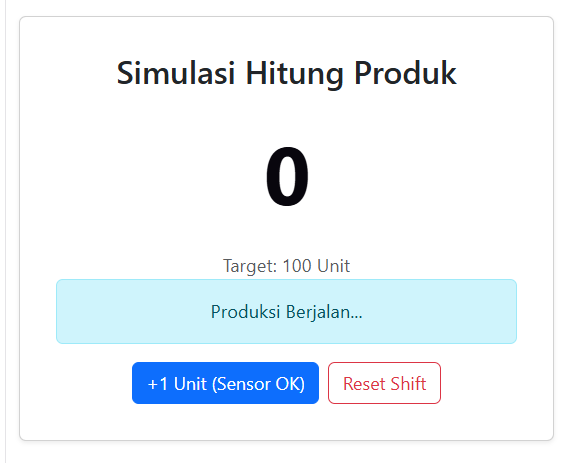 Simulasi Hitung Produk
0
Target: 100 Unit
Produksi Berjalan...
+1 Unit (Sensor OK)
Reset Shift